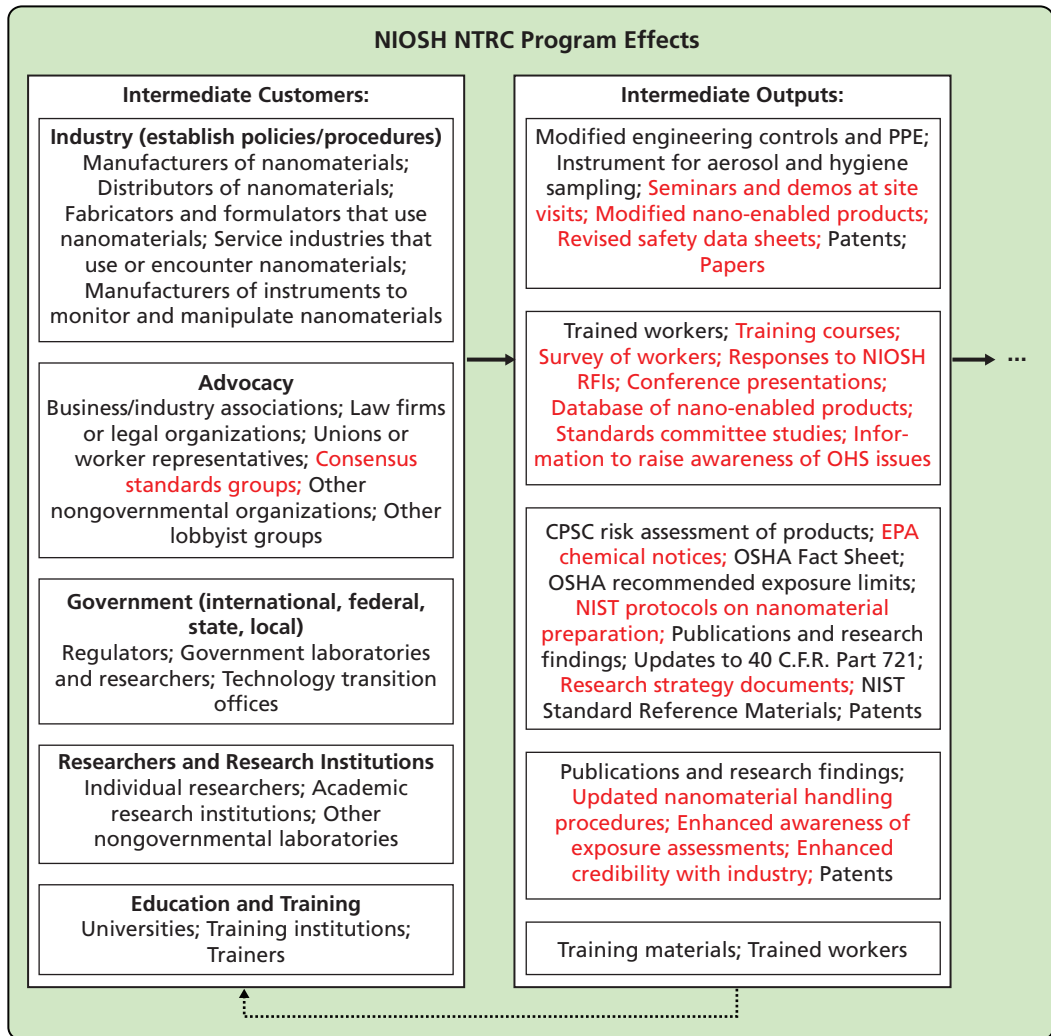 NIOSH NTRC Program Effects
Intermediate Customers:
Industry (establish policies/procedures)
Manufacturers of nanomaterials;
Distributors of nanomaterials;
Fabricators and formulators that use
nanomaterials; Service industries that
use or encounter nanomaterials;
Manufacturers of instruments to
monitor and manipulate nanomaterials
Advocacy
Business/industry associations; Law firms
or legal organizations; Unions or
worker representatives; Consensus
standards groups; Other
nongovernmental organizations; Other
lobbyist groups
Government (international, federal,
state, local)
Regulators; Government laboratories
and researchers; Technology transition
offices
Researchers and Research Institutions
Individual researchers; Academic
research institutions; Other
nongovernmental laboratories
Education and Training
Universities; Training institutions;
Trainers
Intermediate Outputs:
Modified engineering controls and PPE;
Instrument for aerosol and hygiene
sampling; Seminars and demos at site
visits; Modified nano-enabled products;
Revised safety data sheets; Patents;
Papers
Trained workers; Training courses;
Survey of workers; Responses to NIOSH
RFIs; Conference presentations;
Database of nano-enabled products;
Standards committee studies; Infor-
mation to raise awareness of OHS issues
CPSC risk assessment of products; EPA
chemical notices; OSHA Fact Sheet;
OSHA recommended exposure limits;
NIST protocols on nanomaterial
preparation; Publications and research
findings; Updates to 40 C.F.R. Part 721;
Research strategy documents; NIST
Standard Reference Materials; Patents
Publications and research findings;
Updated nanomaterial handling
procedures; Enhanced awareness of
exposure assessments; Enhanced
credibility with industry; Patents
Training materials; Trained workers
...